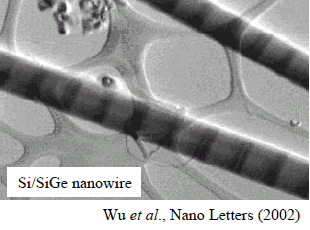 Si/SiGe nanowire
Wu et al., Nano Letters (2002)